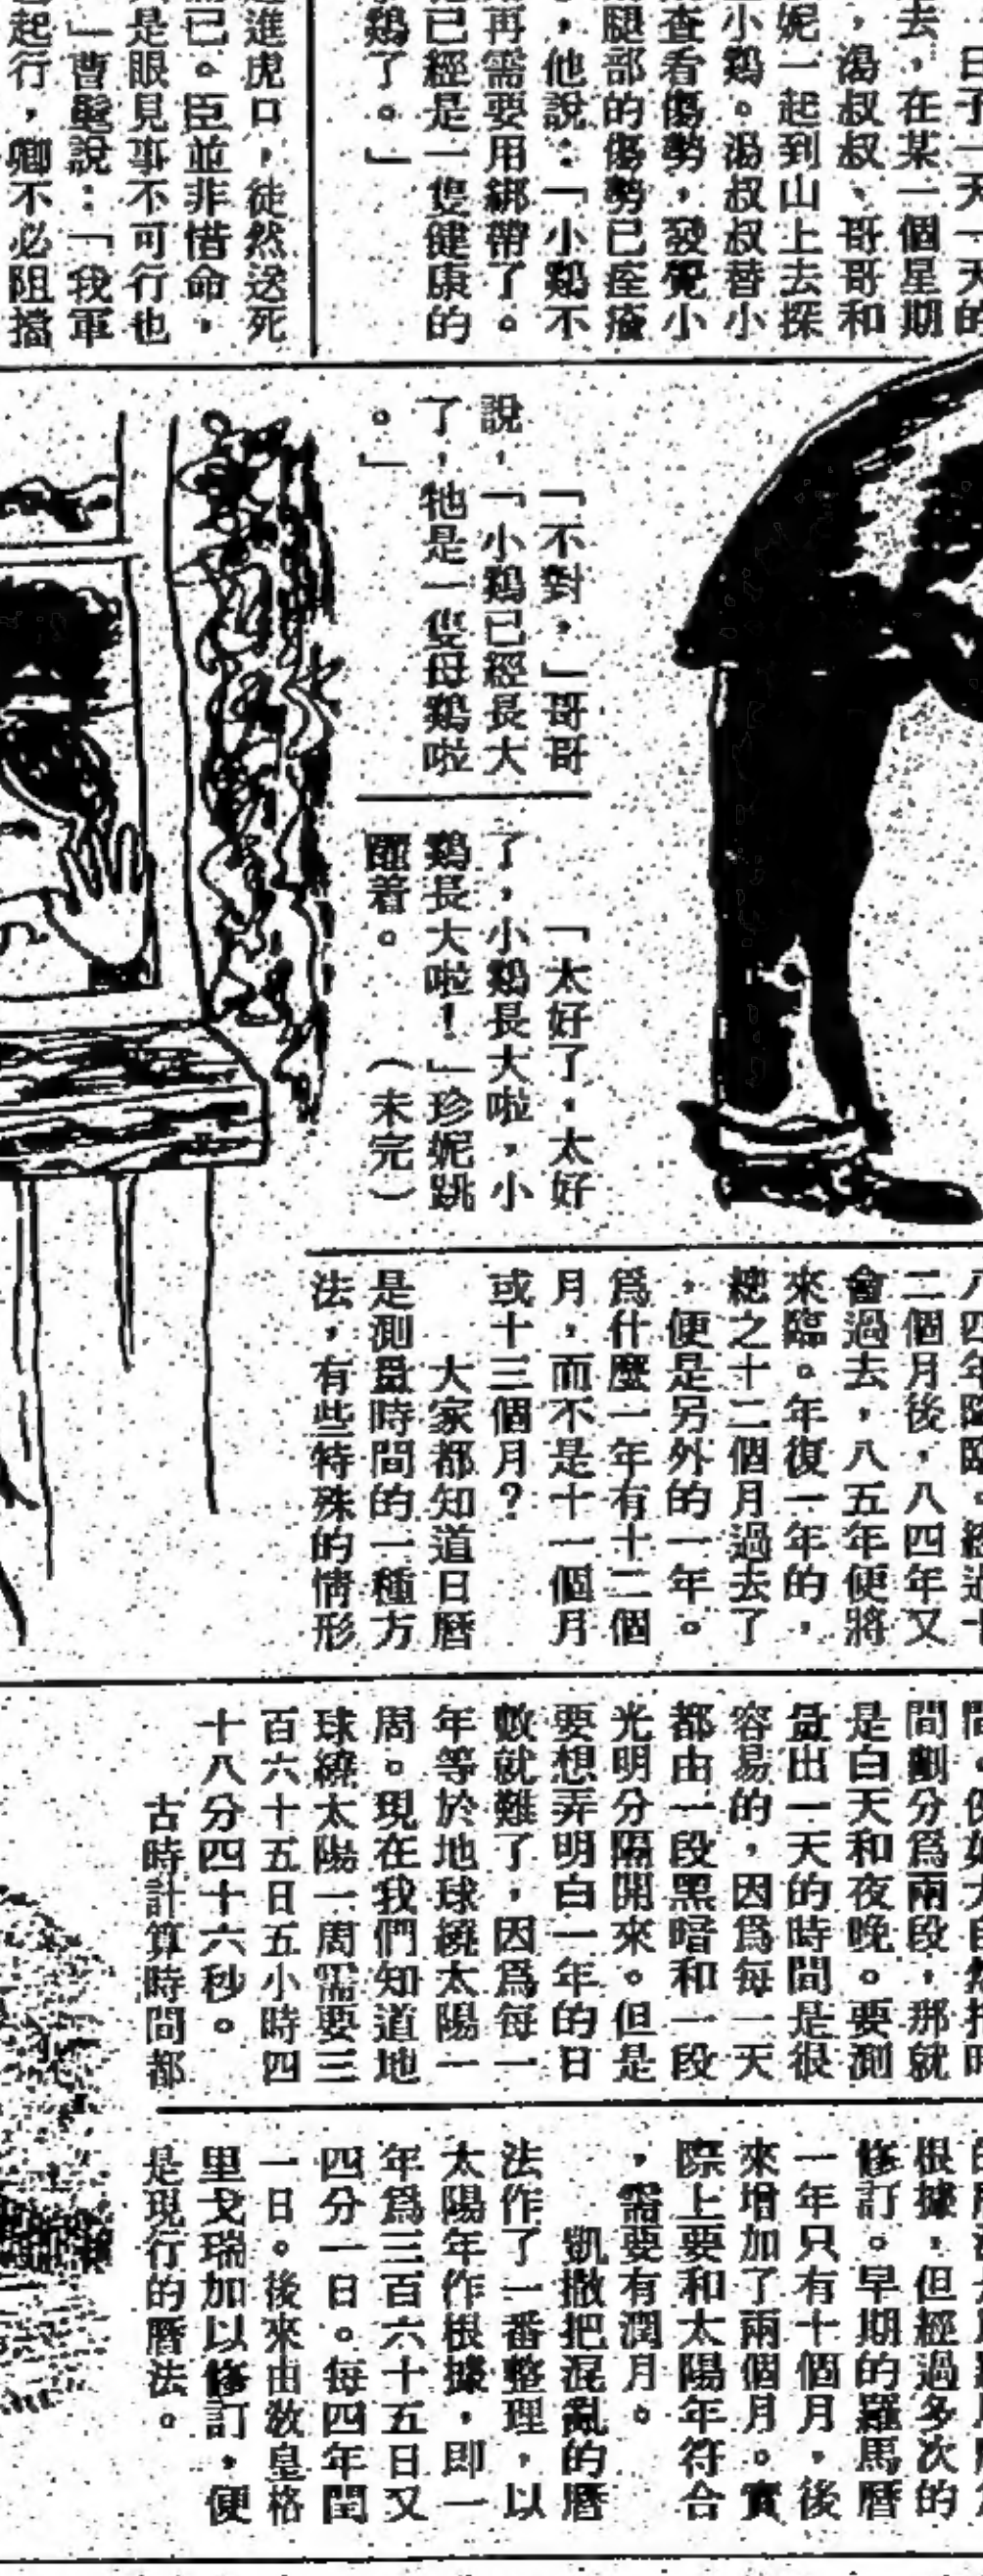 日子一天一天的
去，在某一個星期
，湯叔叔、哥哥和
妮一起到山上去探
小鷄。湯叔叔替小
查看傷勢，發覺小
腿部的傷勢已痊癒
，他說：「小鷄不
再需要用綁帶了。
已經是一隻健康的
鷄了。」
「不對，」哥哥
說，「小鷄已經長大
了，牠是一隻母鷄啦
。」
「太好了，太好
了，小鷄長大啦，小
鷄長大啦！」珍妮跳
着。　（未完）
進虎口，徒然送死
已。臣並非惜命，
是眼見事不可行也
」曹髦說：「我軍
起行，卿不必阻擋
二個月後，八四年又
會過去，八五年便將
來臨。年復一年的，
總之十二個月過去了
，便是另外的一年。
爲什麼一年有十二個
月，而不是十一個月
或十三個月？
大家都知道日曆
是測量時間的一種方
法，有些特殊的情形
間劃分爲兩段，那就
是白天和夜晚。要測
量出一天的時間是很
容易的，因爲每一天
都由一段黑暗和一段
光明分隔開來。但是
要想弄明白一年的日
數就難了，因爲每一
年等於地球繞太陽一
周。現在我們知道地
球繞太陽一周需要三
百六十五日五小時四
十八分四十六秒。
古時計算時間都
根據，但經過多次的
修訂。早期的羅馬曆
一年只有十個月，後
來增加了兩個月。實
際上要和太陽年符合
，需要有潤月。
凱撒把混亂的曆
法作了一番整理，以
太陽年作根據，即一
年爲三百六十五日又
四分一日。每四年閏
一日。後來由敎皇格
里戈瑞加以修訂，便
是現行的曆法。